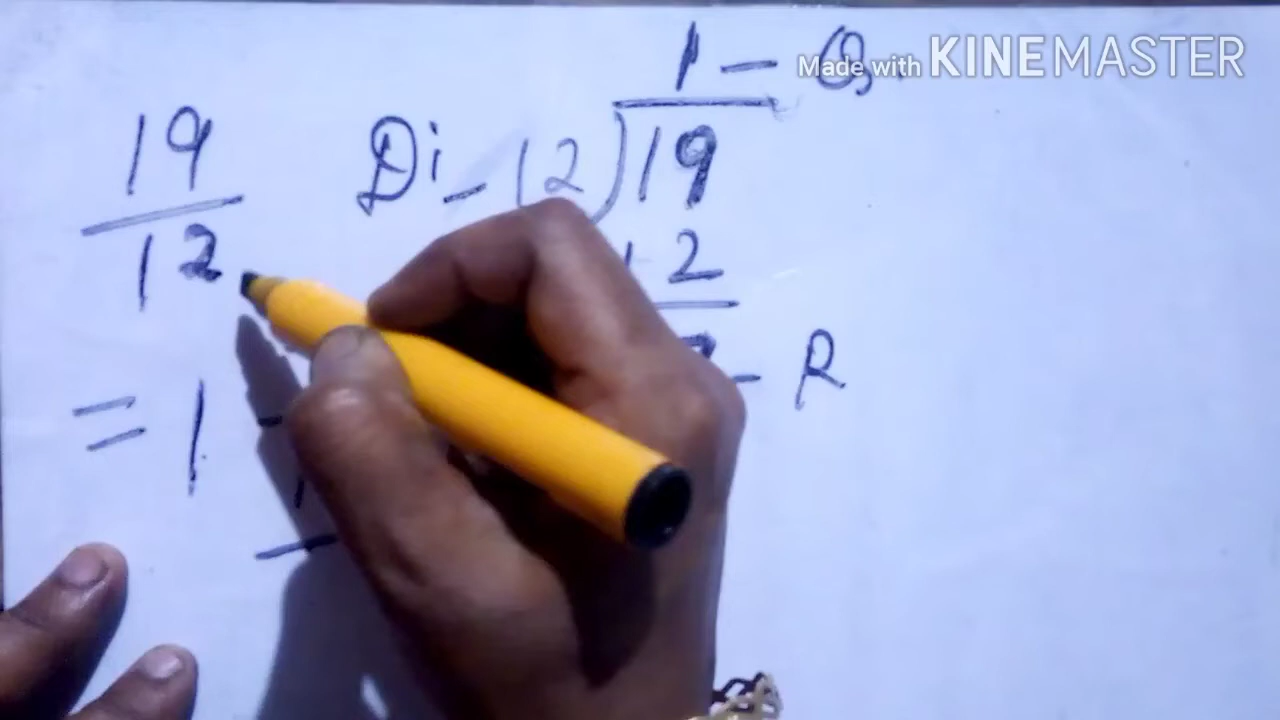 1 - Q.
Made with KINEMASTER
19 Di - 12)19
12 12
- R
= 1